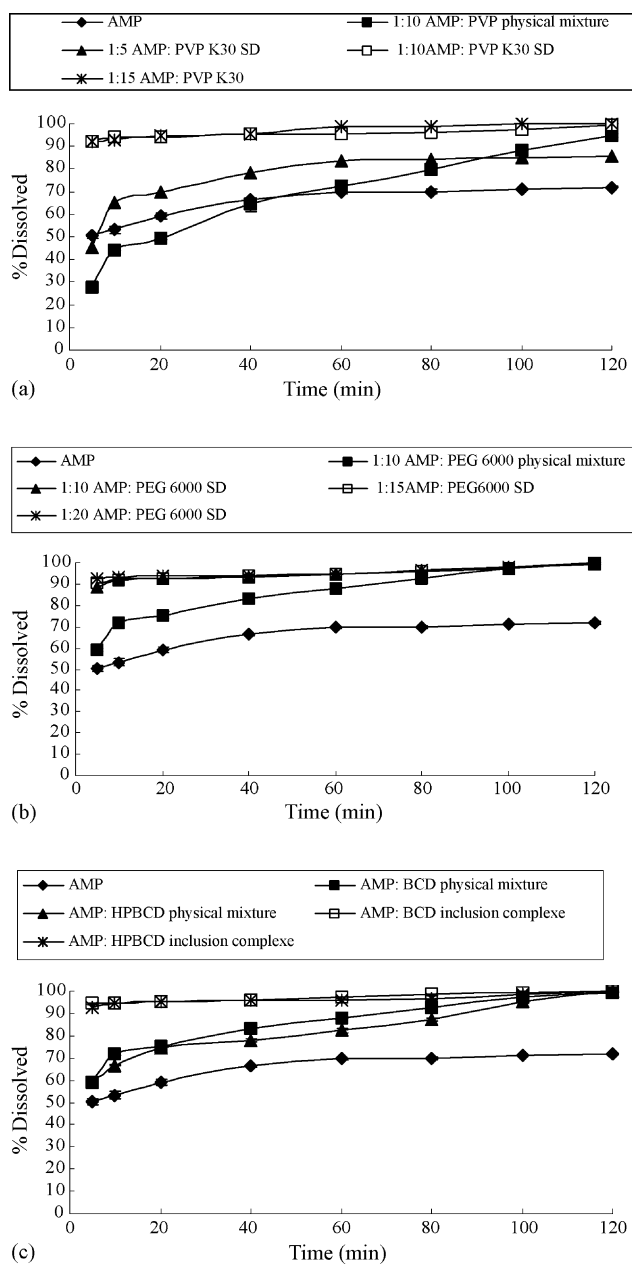 AMP 1:10 AMP: PVP physical mixture
1:5 AMP: PVP K30 SD 1:10AMP: PVP K30 SD
1:15 AMP: PVP K30
100
90
80
70
60
50
40
30
20
10
0
% Dissolved
0 20 40 60 80 100 120
Time (min)
(a)
AMP 1:10 AMP: PEG 6000 physical mixture
1:10 AMP: PEG 6000 SD 1:15AMP: PEG6000 SD
1:20 AMP: PEG 6000 SD
100
90
80
70
60
50
40
30
20
10
0
% Dissolved
0 20 40 60 80 100 120
Time (min)
(b)
AMP AMP: BCD physical mixture
AMP: HPBCD physical mixture AMP: BCD inclusion complexe
AMP: HPBCD inclusion complexe
100
90
80
70
60
50
40
30
20
10
0
% Dissolved
0 20 40 60 80 100 120
Time (min)
(c)